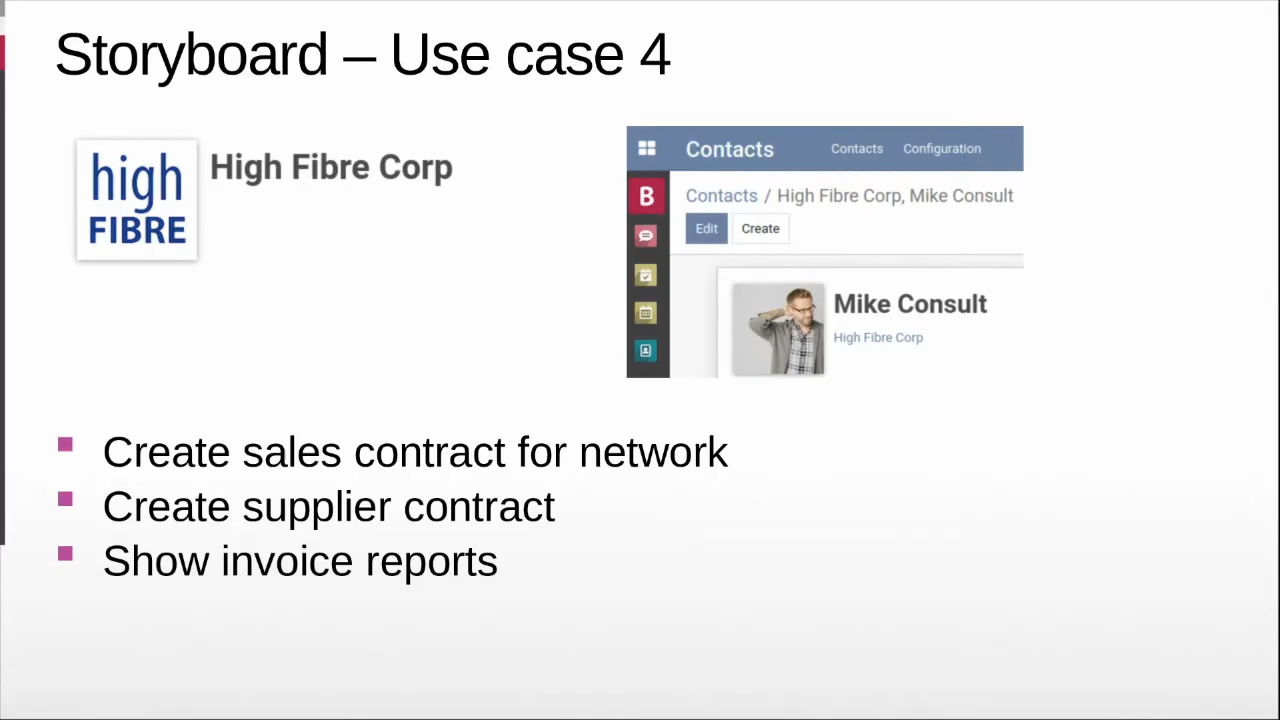 Storyboard – Use case 4
high
FIBRE
High Fibre Corp
Contacts Contacts Configuration
B
Contacts / High Fibre Corp, Mike Consult
Edit Create
Mike Consult
High Fibre Corp
Create sales contract for network
Create supplier contract
Show invoice reports